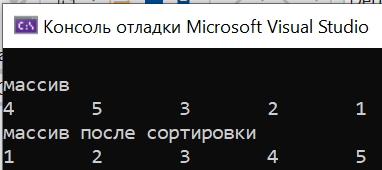 Консоль отладки Microsoft Visual Studio
массив
4 5 3 2 1
массив после сортировки
1 2 3 4 5